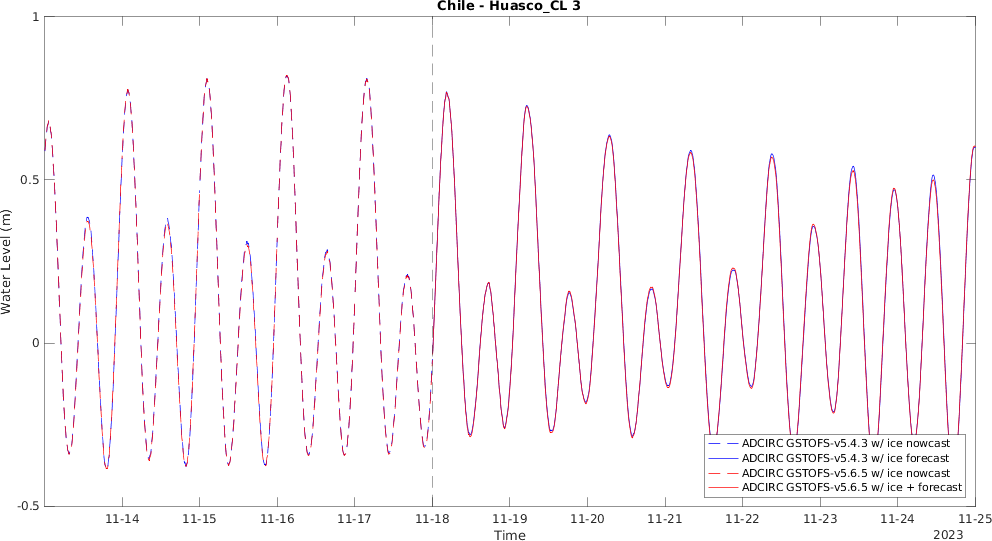 Chile - Huasco_CL 3
1
0.5
0
-0.5
Water Level (m)
ADCIRC GSTOFS-v5.4.3 w/ ice nowcast
ADCIRC GSTOFS-v5.4.3 w/ ice forecast
ADCIRC GSTOFS-v5.6.5 w/ ice nowcast
ADCIRC GSTOFS-v5.6.5 w/ ice + forecast
11-14 11-15 11-16 11-17 11-18 11-19 11-20 11-21 11-22 11-23 11-24 11-25
Time
2023